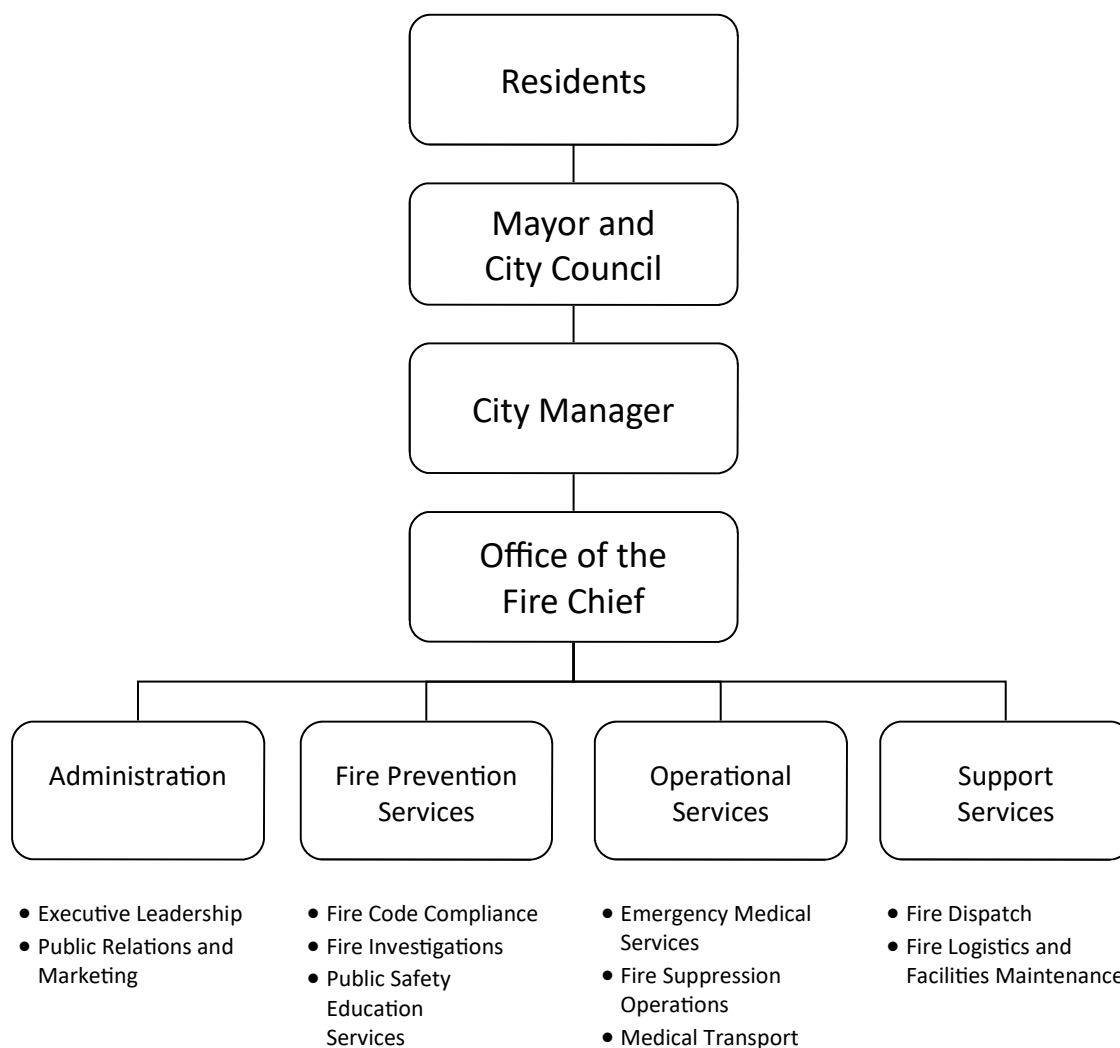 Residents
Mayor and
City Council
City Manager
Office of the
Fire Chief
Administration
Fire Prevention
Services
Operational
Services
Support
Services
• Executive Leadership
• Public Relations and
Marketing
• Fire Code Compliance
• Fire Investigations
• Public Safety
Education
Services
• Emergency Medical
Services
• Fire Suppression
Operations
• Medical Transport
• Fire Dispatch
• Fire Logistics and
Facilities Maintenance